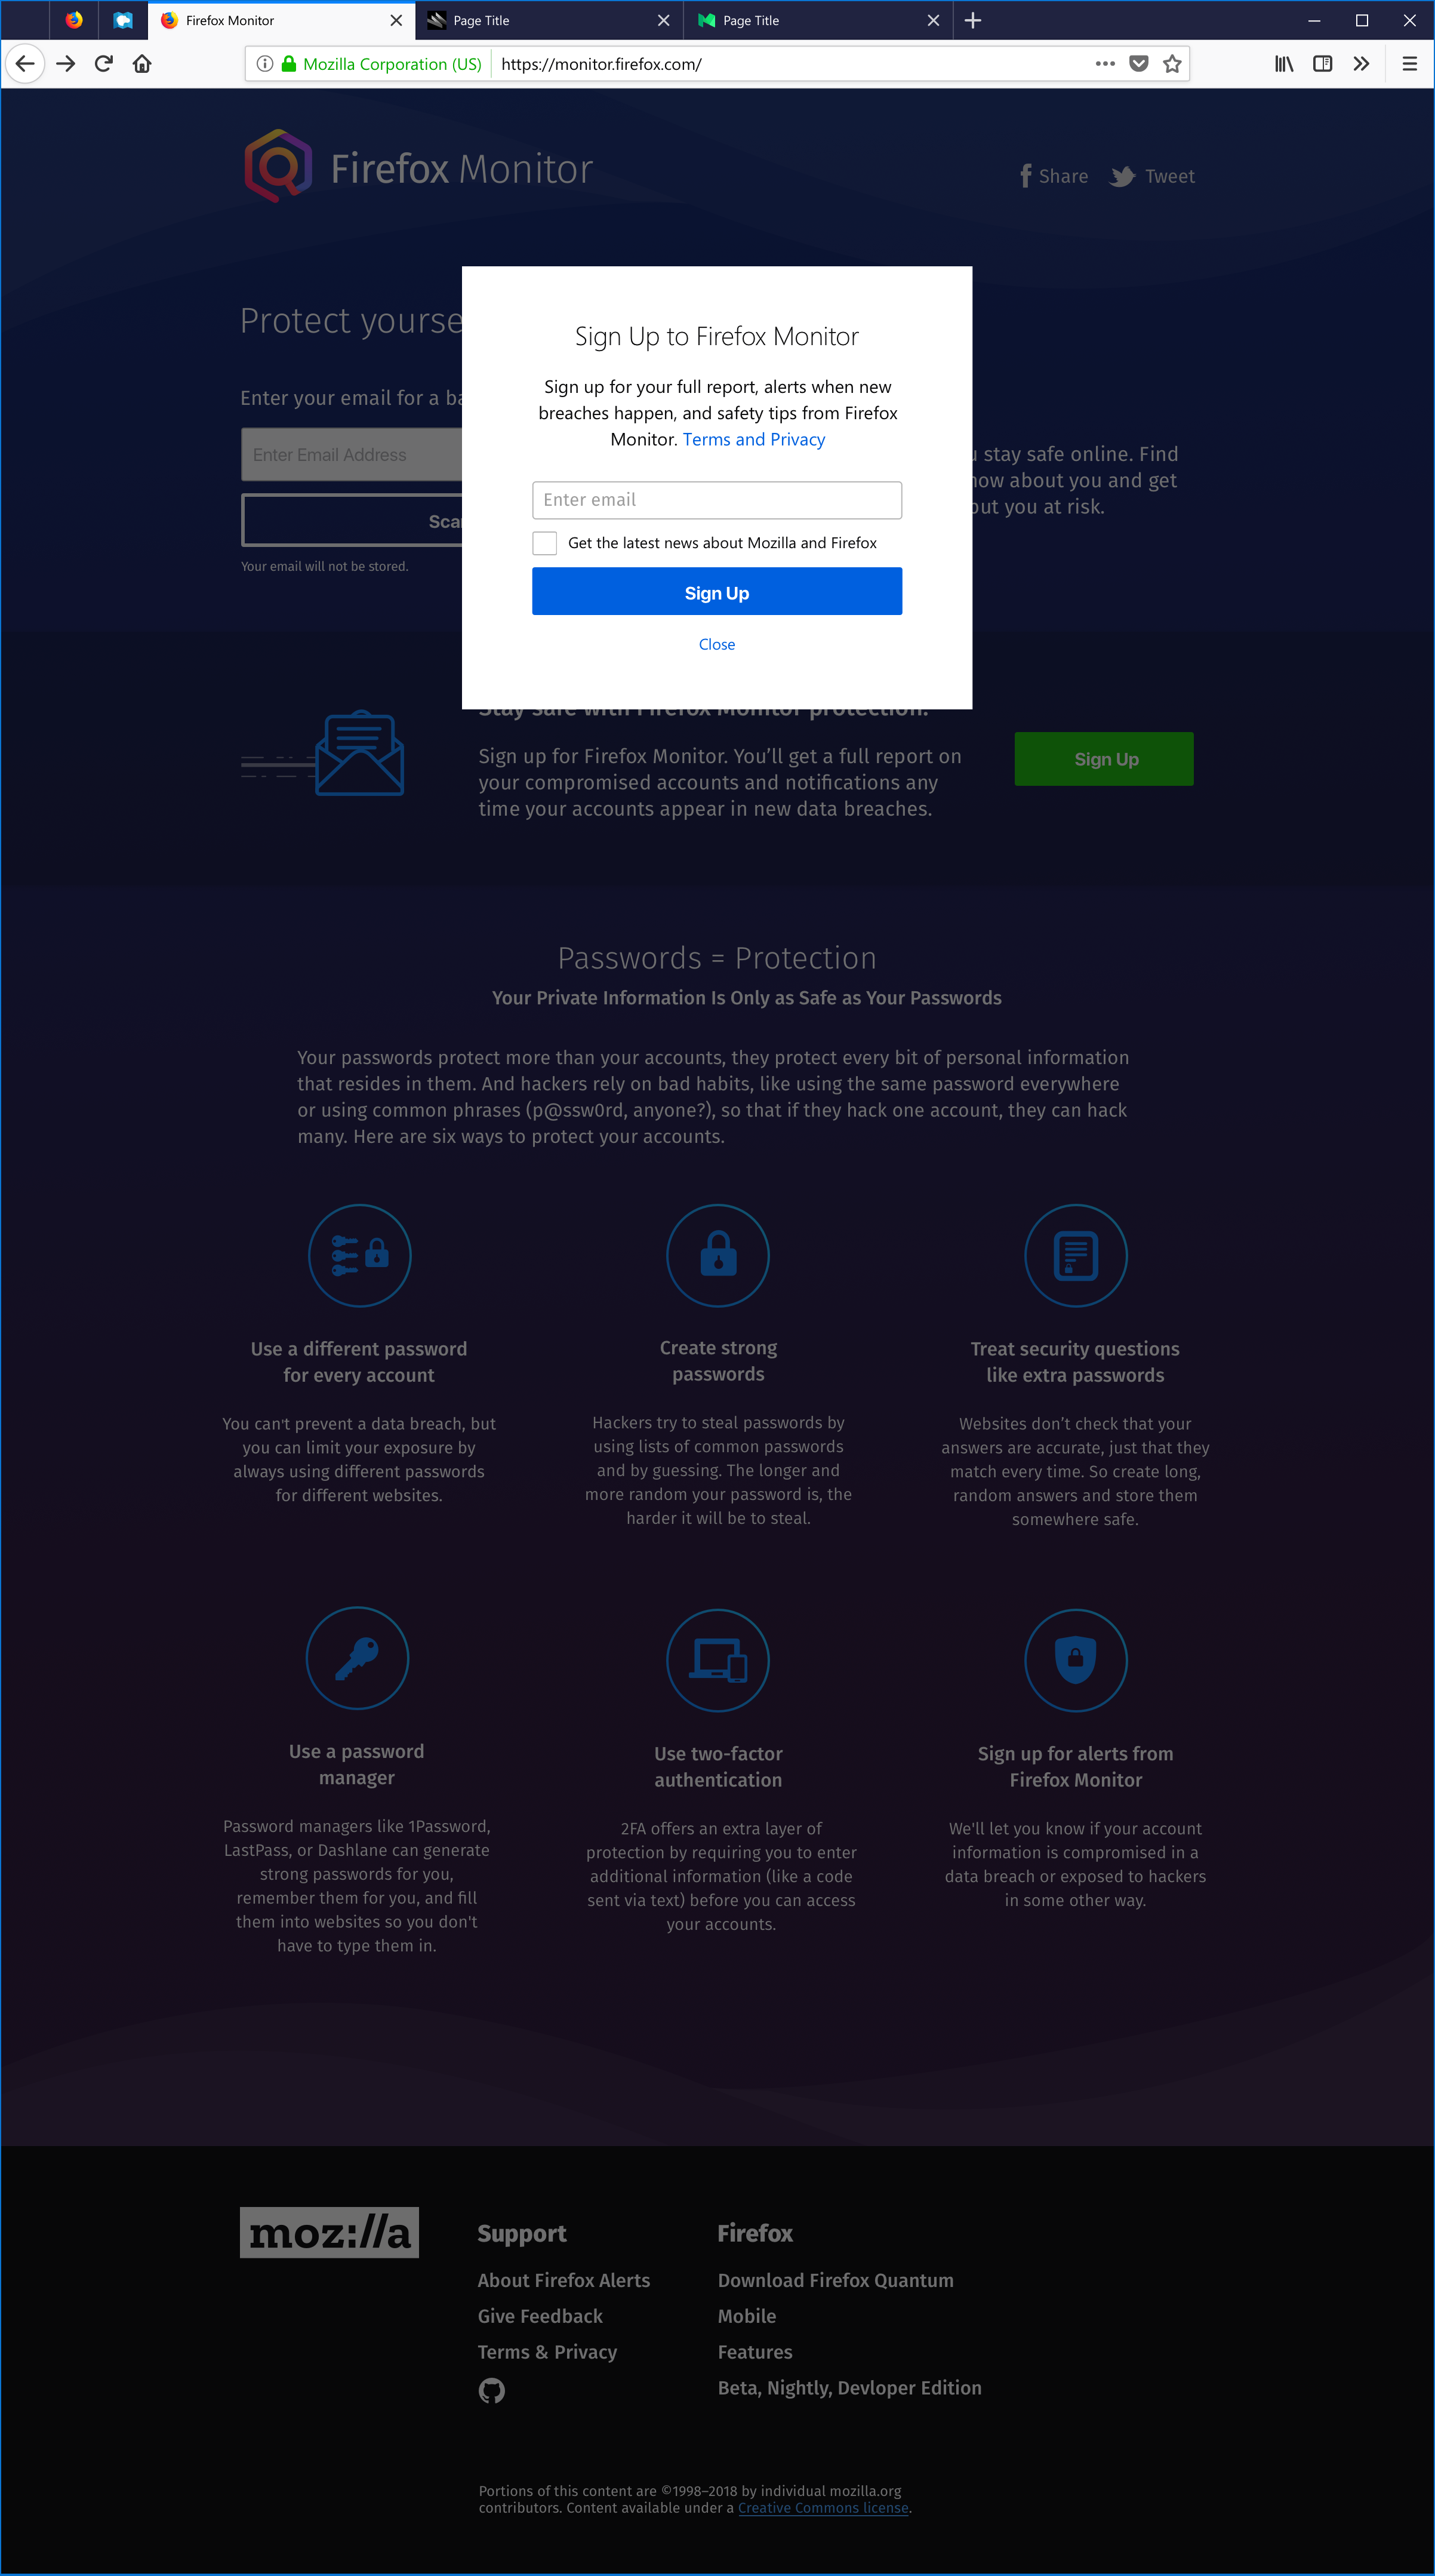 Firefox Monitor
Page Title
Page Title
Mozilla Corporation (US)
https://monitor.firefox.com/
Firefox Monitor
Share
Tweet
Protect
Enter your email for a
Enter Email Address
Your email will not be stored.
stay safe online. Find
about you and get
you at risk.
Sign Up to Firefox Monitor
Sign up for your full report, alerts when new
breaches happen, and safety tips from Firefox
Monitor. Terms and Privacy
Enter email
Get the latest news about Mozilla and Firefox
Sign Up
Close
Stay safe with Firefox Monitor protection.
Sign up for Firefox Monitor. You’ll get a full report on
your compromised accounts and notifications any
time your accounts appear in new data breaches.
Sign Up
Passwords = Protection
Your Private Information Is Only as Safe as Your Passwords
Your passwords protect more than your accounts, they protect every bit of personal information
that resides in them. And hackers rely on bad habits, like using the same password everywhere
or using common phrases (p@ssw0rd, anyone?), so that if they hack one account, they can hack
many. Here are six ways to protect your accounts.
Use a different password
for every account
You can't prevent a data breach, but
you can limit your exposure by
always using different passwords
for different websites.
Create strong
passwords
Hackers try to steal passwords by
using lists of common passwords
and by guessing. The longer and
more random your password is, the
harder it will be to steal.
Treat security questions
like extra passwords
Websites don’t check that your
answers are accurate, just that they
match every time. So create long,
random answers and store them
somewhere safe.
Use a password
manager
Password managers like 1Password,
LastPass, or Dashlane can generate
strong passwords for you,
remember them for you, and fill
them into websites so you don't
have to type them in.
Use two-factor
authentication
2FA offers an extra layer of
protection by requiring you to enter
additional information (like a code
sent via text) before you can access
your accounts.
Sign up for alerts from
Firefox Monitor
We'll let you know if your account
information is compromised in a
data breach or exposed to hackers
in some other way.
moz://a
Support
About Firefox Alerts
Give Feedback
Terms & Privacy
Firefox
Download Firefox Quantum
Mobile
Features
Beta, Nightly, Devloper Edition
Portions of this content are ©1998–2018 by individual mozilla.org
contributors. Content available under a Creative Commons license.